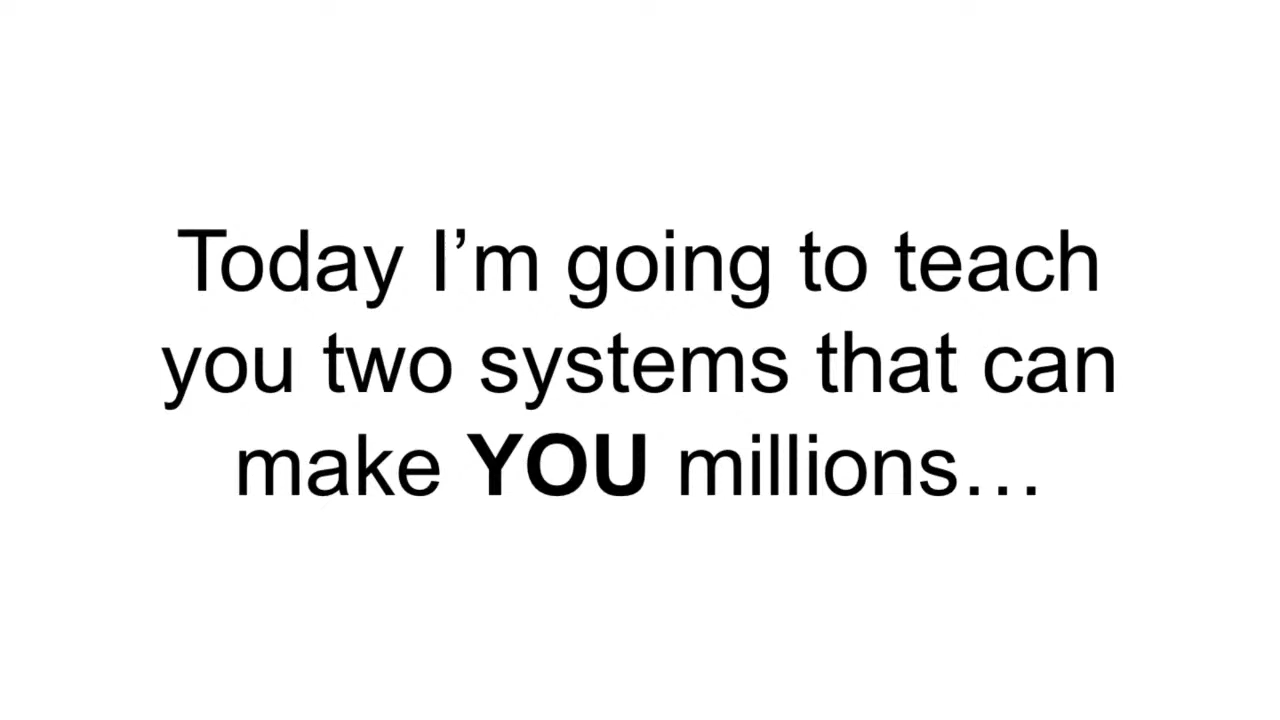 Today I’m going to teach
you two systems that can
make YOU millions…